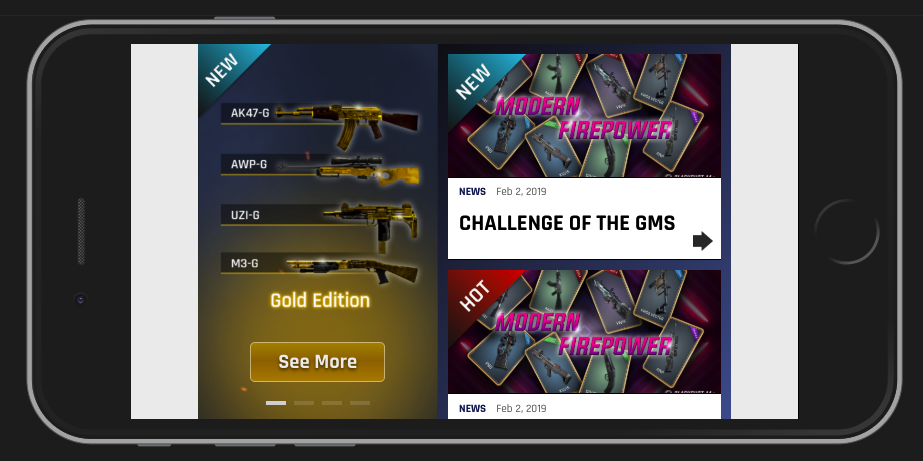 NEW
AK47-G
AWP-G
UZI-G
M3-G
Gold Edition
See More
NEW
MODERN
FIREPOWER
NEWS Feb 2, 2019
CHALLENGE OF THE GMS
HOT
MODERN
FIREPOWER
NEWS Feb 2, 2019